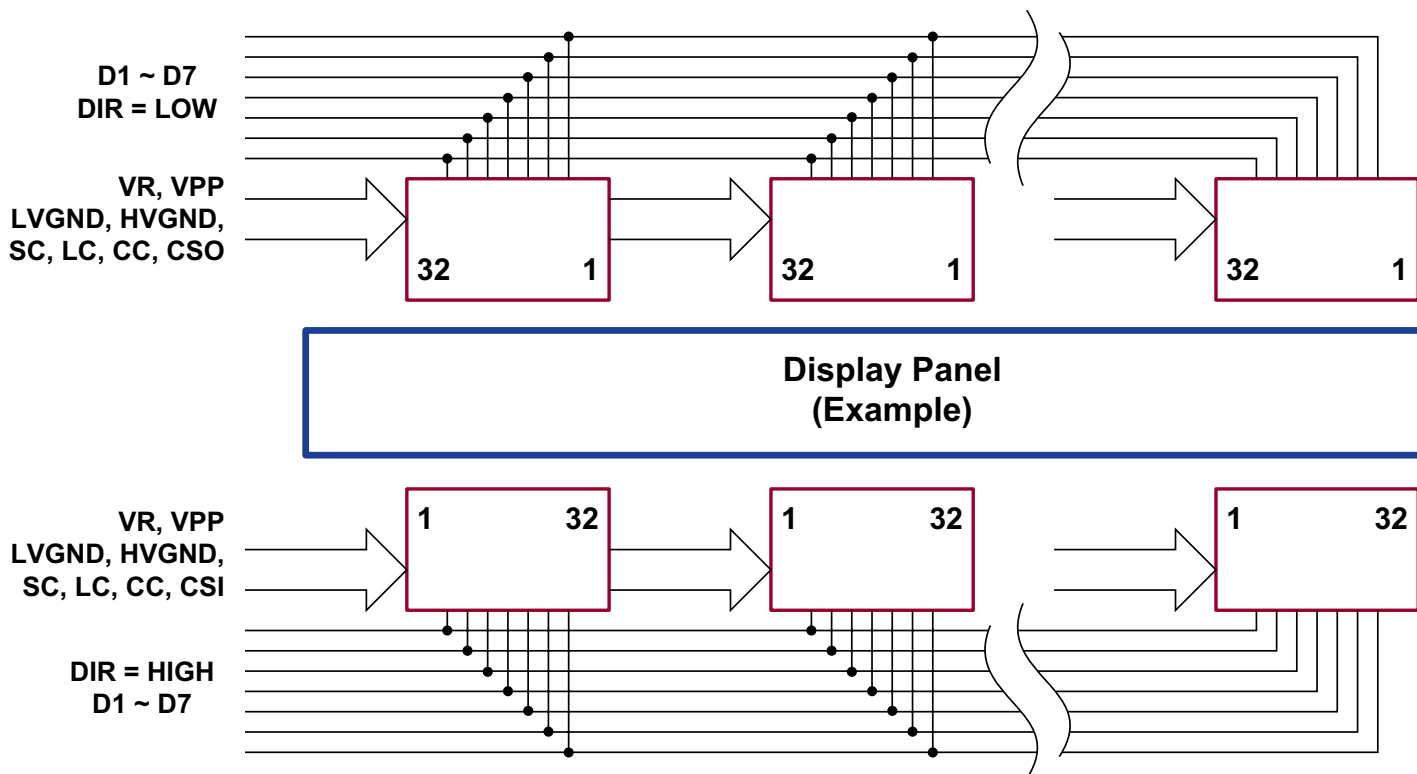 D1 ~ D7
DIR = LOW
VR, VPP
LVGND, HVGND,
SC, LC, CC, CSO
32 1
32 1
32 1
Display Panel
(Example)
1 32
1 32
1 32
VR, VPP
LVGND, HVGND,
SC, LC, CC, CSI
DIR = HIGH
D1 ~ D7